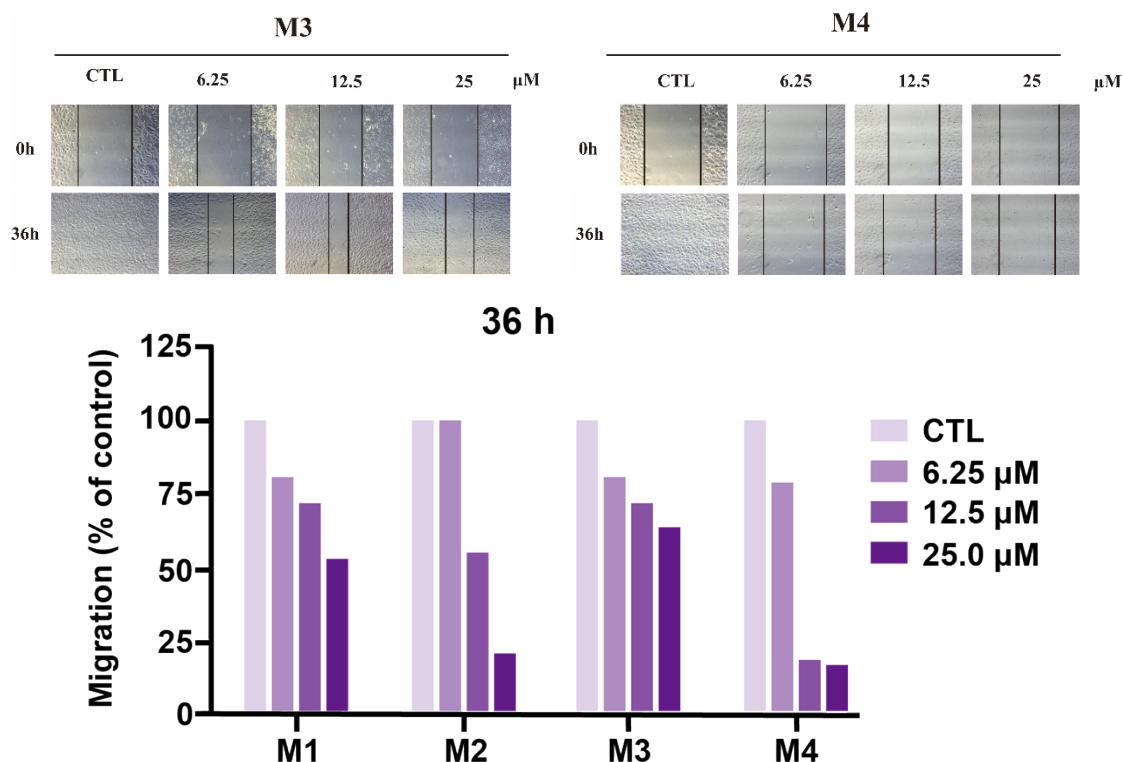 M3
M4
CTL 6.25 12.5 25 μM
CTL 6.25 12.5 25 μM
0h
0h
36h
36h
36 h
Migration (% of control)
125
100
75
50
25
0
CTL
6.25 μM
12.5 μM
25.0 μM
M1 M2 M3 M4